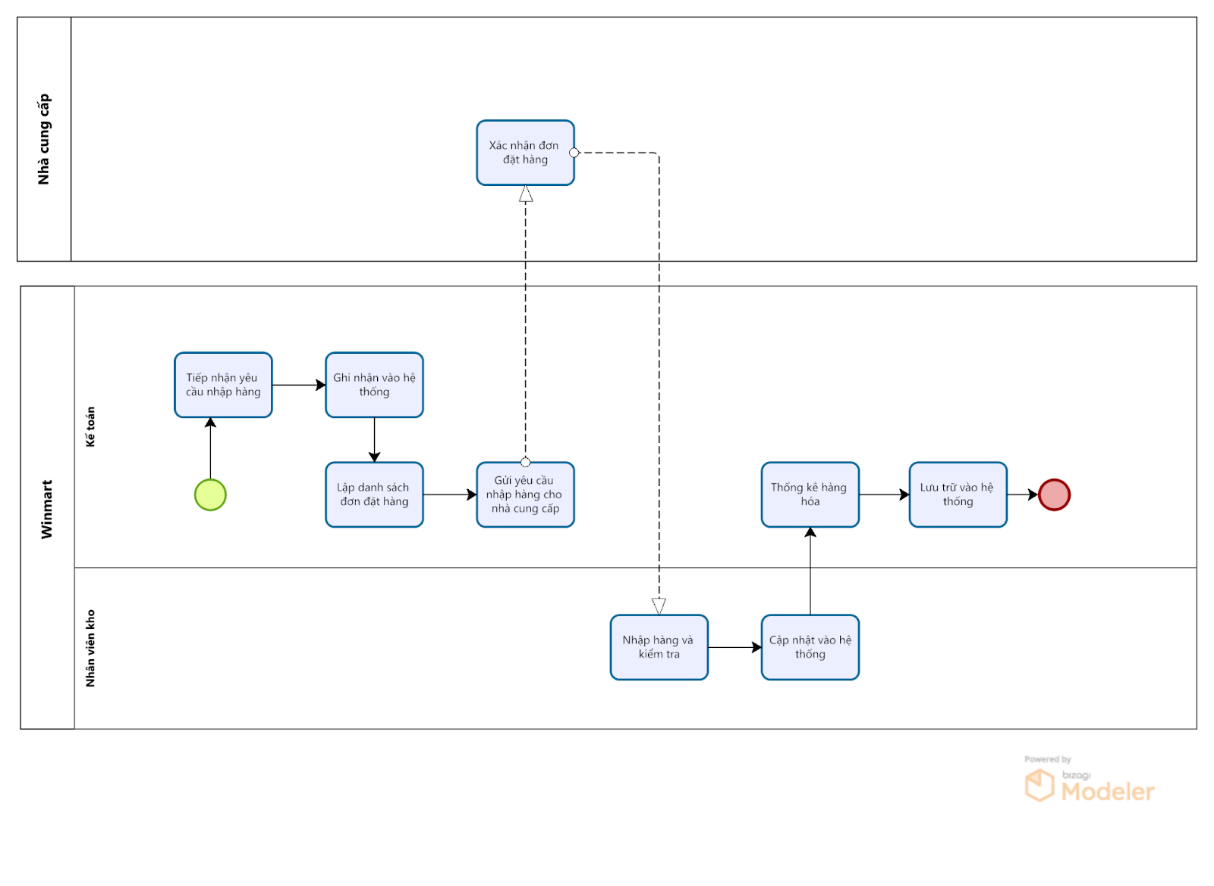 Nhà cung cấp
Xác nhận đơn
đặt hàng
Winmart
Kế toán
Tiếp nhận yêu
cầu nhập hàng
Ghi nhận vào hệ
thống
Lập danh sách
đơn đặt hàng
Gửi yêu cầu
nhập hàng cho
nhà cung cấp
Thống kê hàng
hóa
Lưu trữ vào hệ
thống
Nhân viên kho
Nhập hàng và
kiểm tra
Cập nhật vào hệ
thống
Powered by
bizagi
Modeler